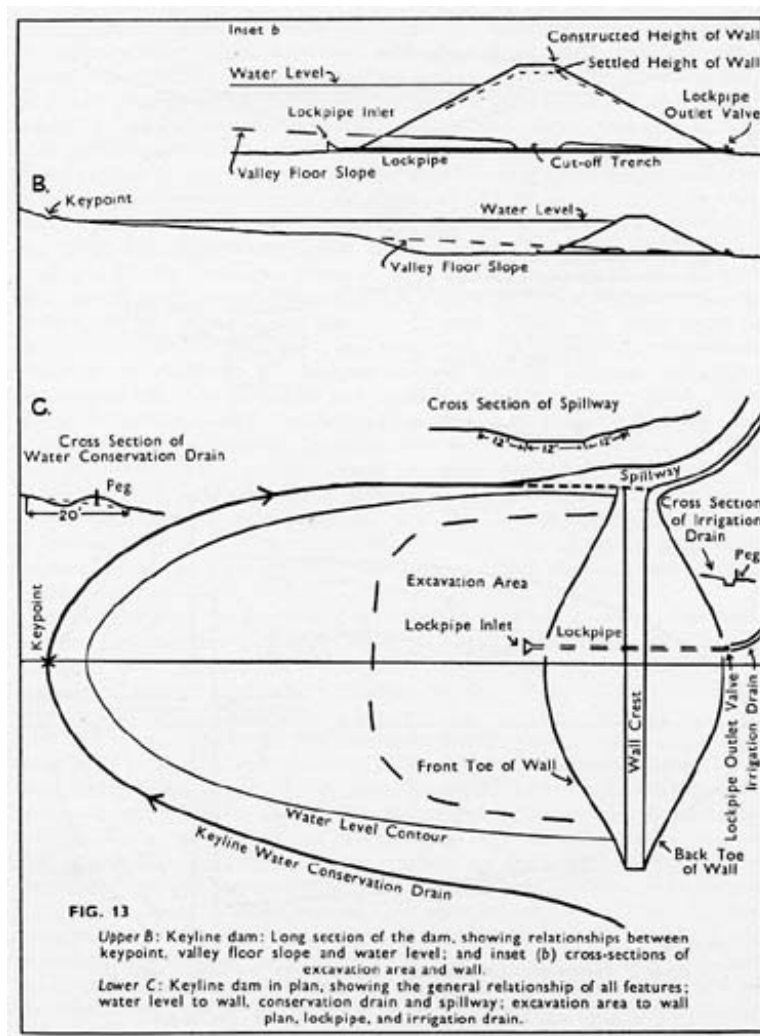 Inset b
Constructed Height of Wall
Settled Height of Wall
Water Level
Lockpipe
Outlet Valve
Lockpipe Inlet
Lockpipe
Cut-off Trench
Valley Floor Slope
B.
Keypoint
Water Level
Valley Floor Slope
C.
Cross Section of Spillway
12' 12' 12'
Cross Section of
Water Conservation Drain
Peg
20'
Spillway
Cross Section
of Irrigation
Drain
Peg
Excavation Area
Keypoint
Lockpipe Inlet
Lockpipe
Wall Crest
Lockpipe Outlet Valve
Irrigation Drain
Front Toe of Wall
Water Level Contour
Keyline Water Conservation Drain
Back Toe
of Wall
FIG. 13
Upper B: Keyline dam: Long section of the dam, showing relationships between
keypoint, valley floor slope and water level; and inset (b) cross-sections of
excavation area and wall.
Lower C: Keyline dam in plan, showing the general relationship of all features;
water level to wall, conservation drain and spillway; excavation area to wall
plan, lockpipe, and irrigation drain.